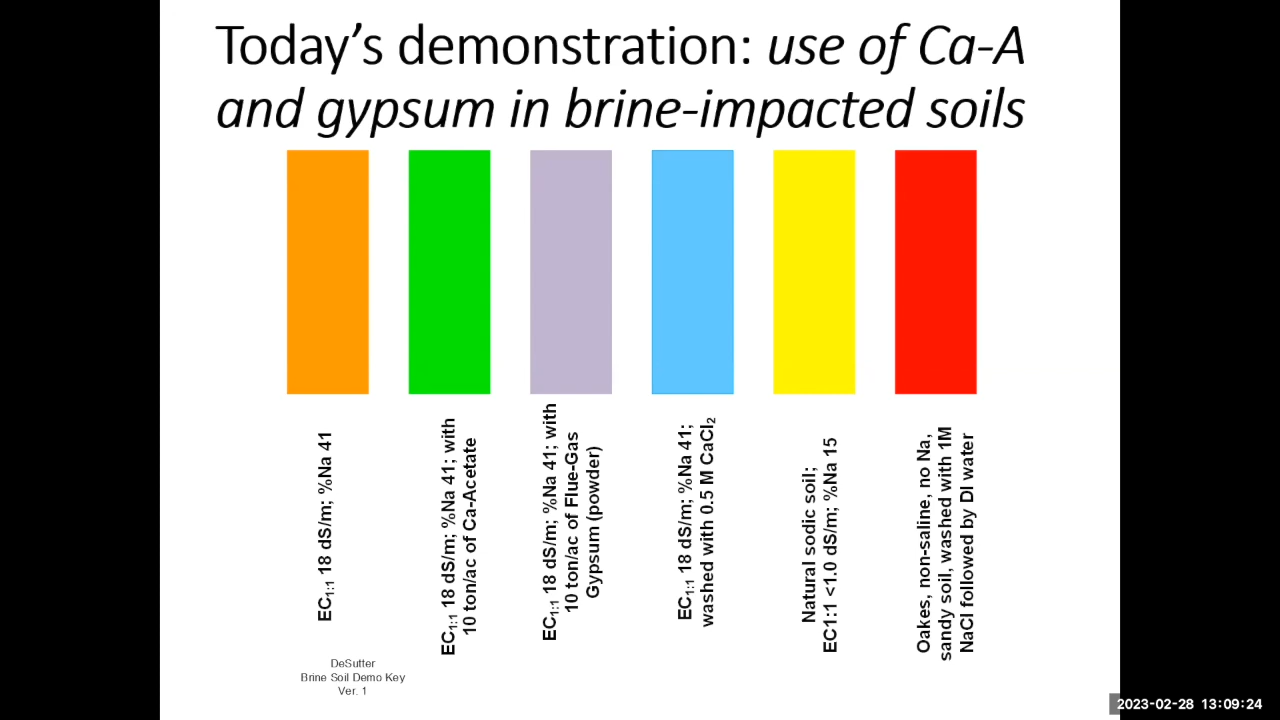 Today's demonstration: use of Ca-A
and gypsum in brine-impacted soils
EC₁:₁ 18 dS/m; %Na 41
EC₁:₁ 18 dS/m; %Na 41; with
10 ton/ac of Ca-Acetate
EC₁:₁ 18 dS/m; %Na 41; with
10 ton/ac of Flue-Gas
Gypsum (powder)
EC₁:₁ 18 dS/m; %Na 41;
washed with 0.5 M CaCl₂
Natural sodic soil;
EC1:1 <1.0 dS/m; %Na 15
Oakes, non-saline, no Na,
sandy soil, washed with 1M
NaCl followed by DI water
DeSutter
Brine Soil Demo Key
Ver. 1
2023-02-28 13:09:24